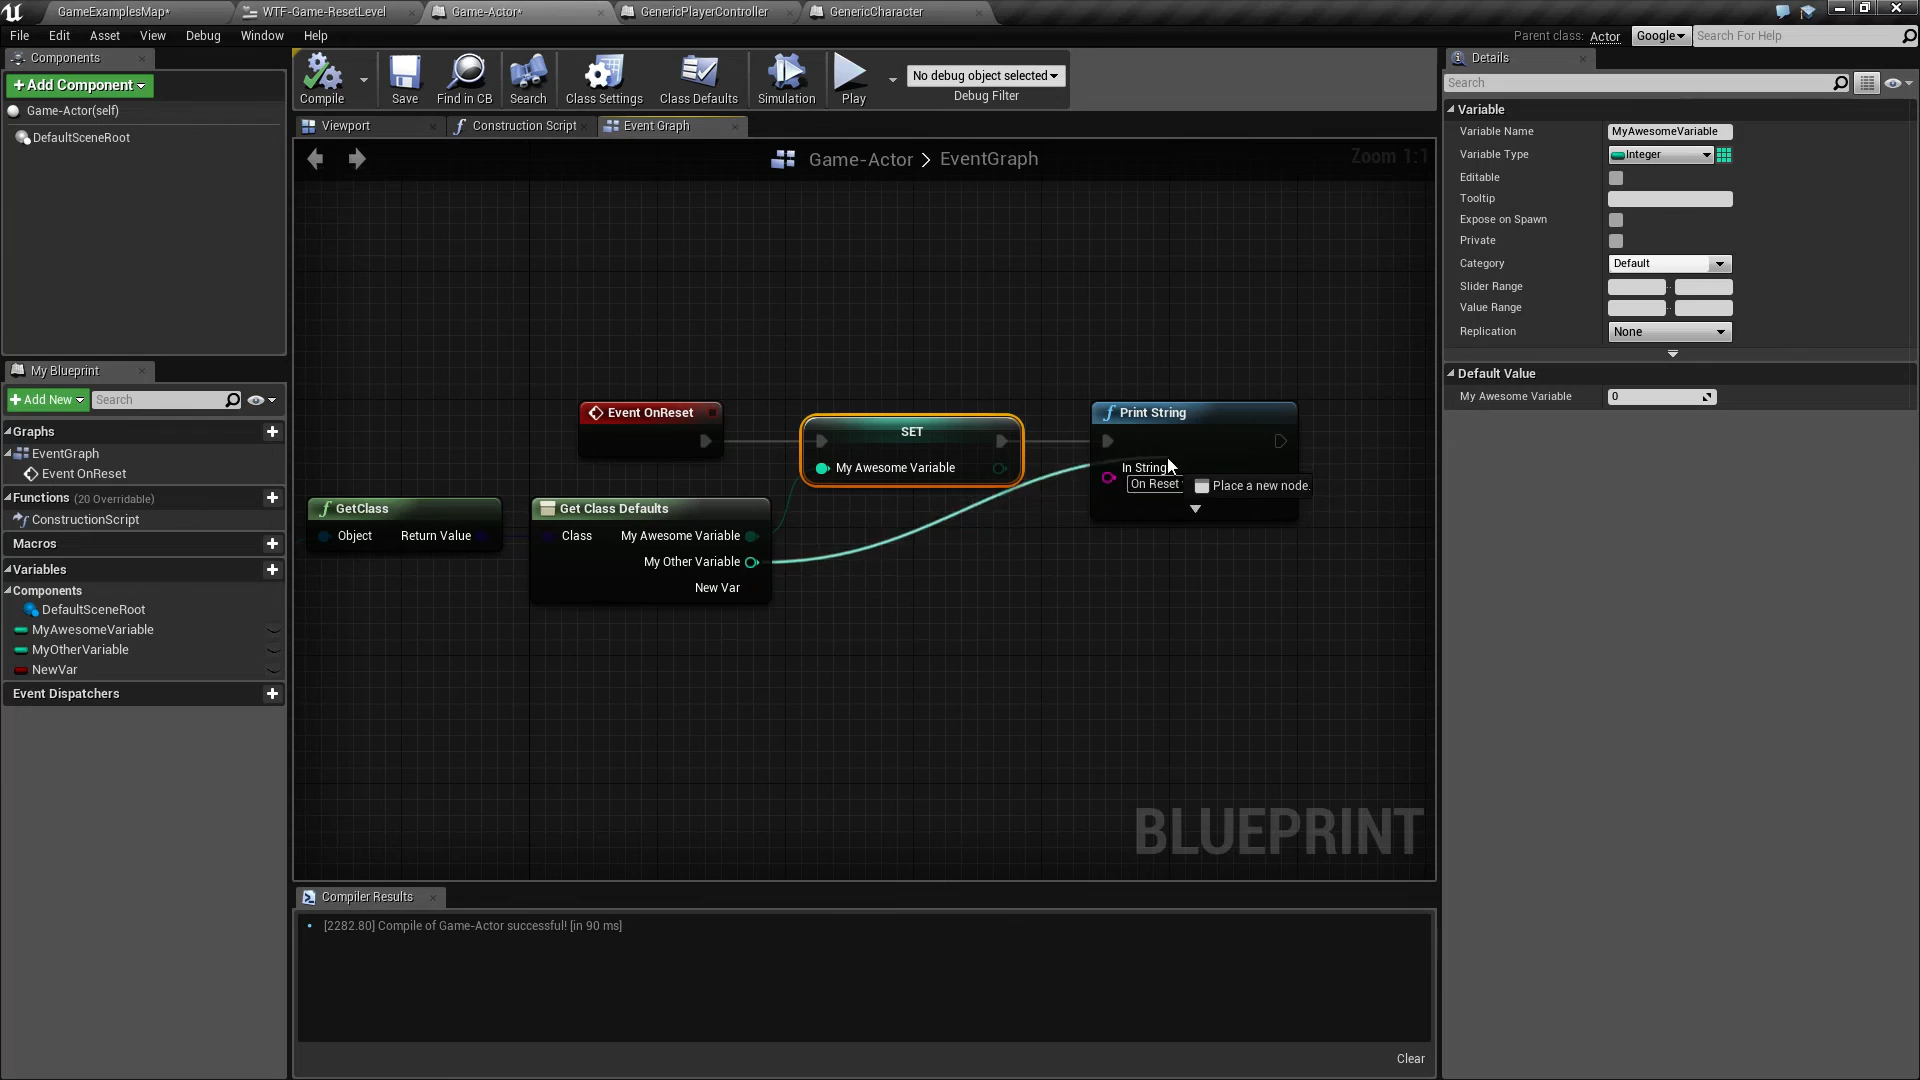 GameExamplesMap*
WTF-Game-ResetLevel
Game-Actor*
GenericPlayerController
GenericCharacter
File Edit Asset View Debug Window Help
Parent class: Actor
Google
Search For Help
Components
+Add Component
Game-Actor(self)
DefaultSceneRoot
Compile
Save
Find in CB
Search
Class Settings
Class Defaults
Simulation
Play
No debug object selected
Debug Filter
Viewport
Construction Script
Event Graph
Game-Actor > EventGraph
Zoom 1:1
My Blueprint
+Add New
Search
Graphs
EventGraph
Event OnReset
Functions (20 Overridable)
ConstructionScript
Macros
Variables
Components
DefaultSceneRoot
MyAwesomeVariable
MyOtherVariable
NewVar
Event Dispatchers
Event OnReset
SET
My Awesome Variable
Print String
In String
On Reset
Place a new node.
GetClass
Object Return Value
Get Class Defaults
Class My Awesome Variable
My Other Variable
New Var
BLUEPRINT
Compiler Results
[2282.80] Compile of Game-Actor successful! [in 90 ms]
Clear
Details
Search
Variable
Variable Name MyAwesomeVariable
Variable Type Integer
Editable
Tooltip
Expose on Spawn
Private
Category Default
Slider Range
Value Range
Replication None
Default Value
My Awesome Variable 0